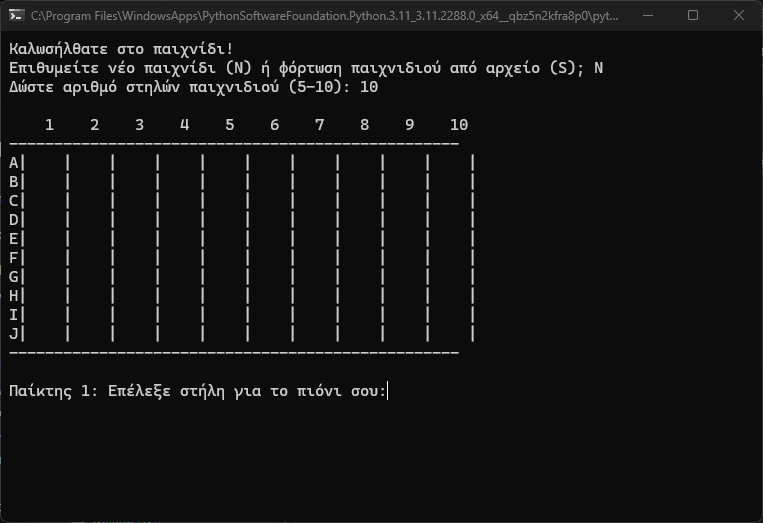 C:\Program Files\WindowsApps\PythonSoftwareFoundation.Python.3.11_3.11.2288.0_x64__qbz5n2kfra8p0\pyt...
Καλωσήλθατε στο παιχνίδι!
Επιθυμείτε νέο παιχνίδι (N) ή φόρτωση παιχνιδιού από αρχείο (S); N
Δώστε αριθμό στηλών παιχνιδιού (5-10): 10
    1    2    3    4    5    6    7    8    9    10
--------------------------------------------------
A|    |    |    |    |    |    |    |    |    |    |
B|    |    |    |    |    |    |    |    |    |    |
C|    |    |    |    |    |    |    |    |    |    |
D|    |    |    |    |    |    |    |    |    |    |
E|    |    |    |    |    |    |    |    |    |    |
F|    |    |    |    |    |    |    |    |    |    |
G|    |    |    |    |    |    |    |    |    |    |
H|    |    |    |    |    |    |    |    |    |    |
I|    |    |    |    |    |    |    |    |    |    |
J|    |    |    |    |    |    |    |    |    |    |
--------------------------------------------------
Παίκτης 1: Επέλεξε στήλη για το πιόνι σου: